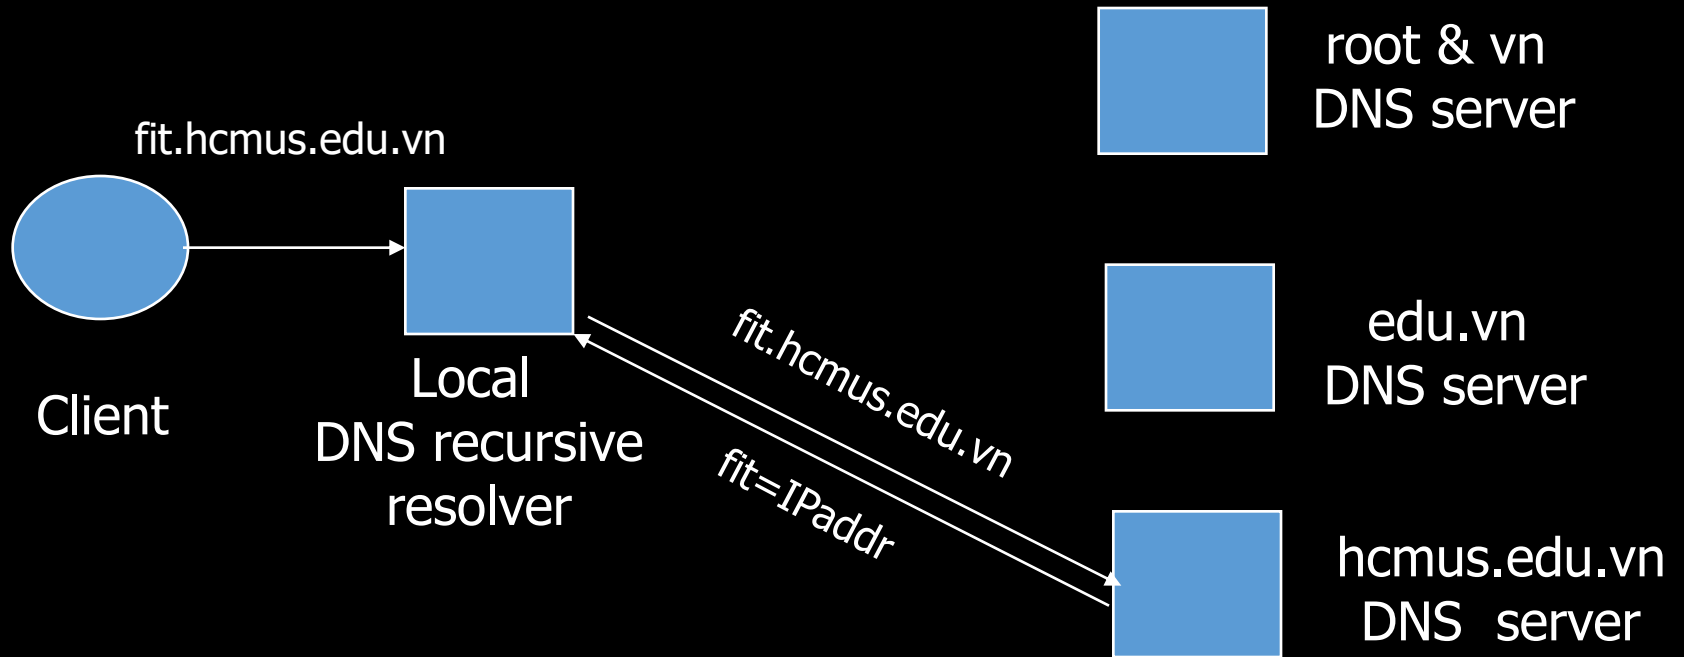 fit.hcmus.edu.vn
Client
Local
DNS recursive
resolver
fit.hcmus.edu.vn
fit=IPaddr
root & vn
DNS server
edu.vn
DNS server
hcmus.edu.vn
DNS server